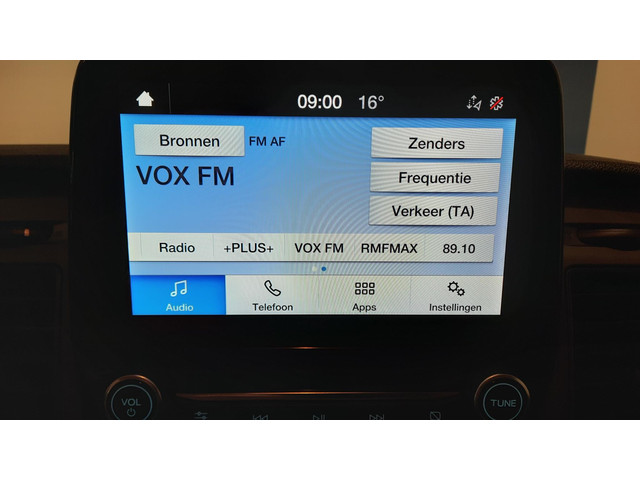 09:00 16°
Bronnen FM AF Zenders
VOX FM Frequentie
Verkeer (TA)
Radio +PLUS+ VOX FM RMFMAX 89.10
Audio Telefoon Apps Instellingen
VOL TUNE